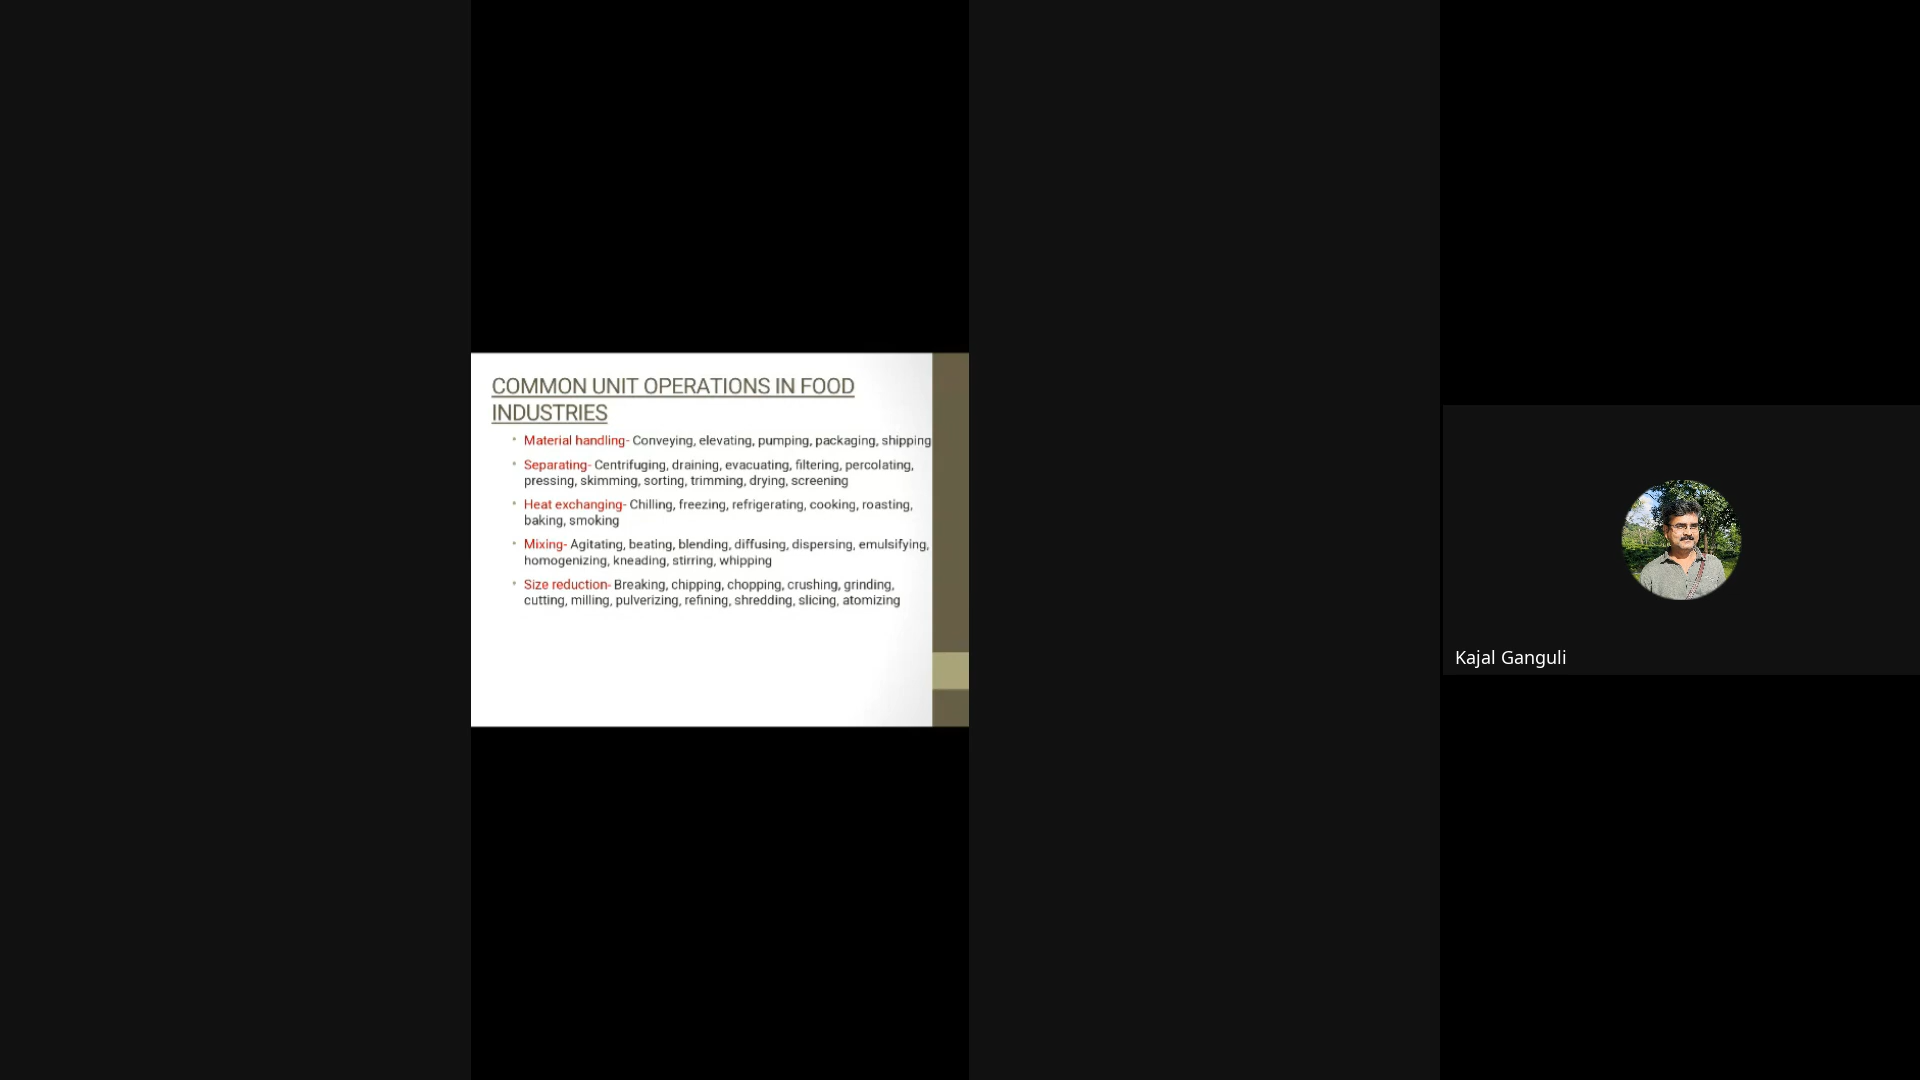 COMMON UNIT OPERATIONS IN FOOD
INDUSTRIES
• Material handling- Conveying, elevating, pumping, packaging, shipping
• Separating- Centrifuging, draining, evacuating, filtering, percolating,
pressing, skimming, sorting, trimming, drying, screening
• Heat exchanging- Chilling, freezing, refrigerating, cooking, roasting,
baking, smoking
• Mixing- Agitating, beating, blending, diffusing, dispersing, emulsifying,
homogenizing, kneading, stirring, whipping
• Size reduction- Breaking, chipping, chopping, crushing, grinding,
cutting, milling, pulverizing, refining, shredding, slicing, atomizing
Kajal Ganguli